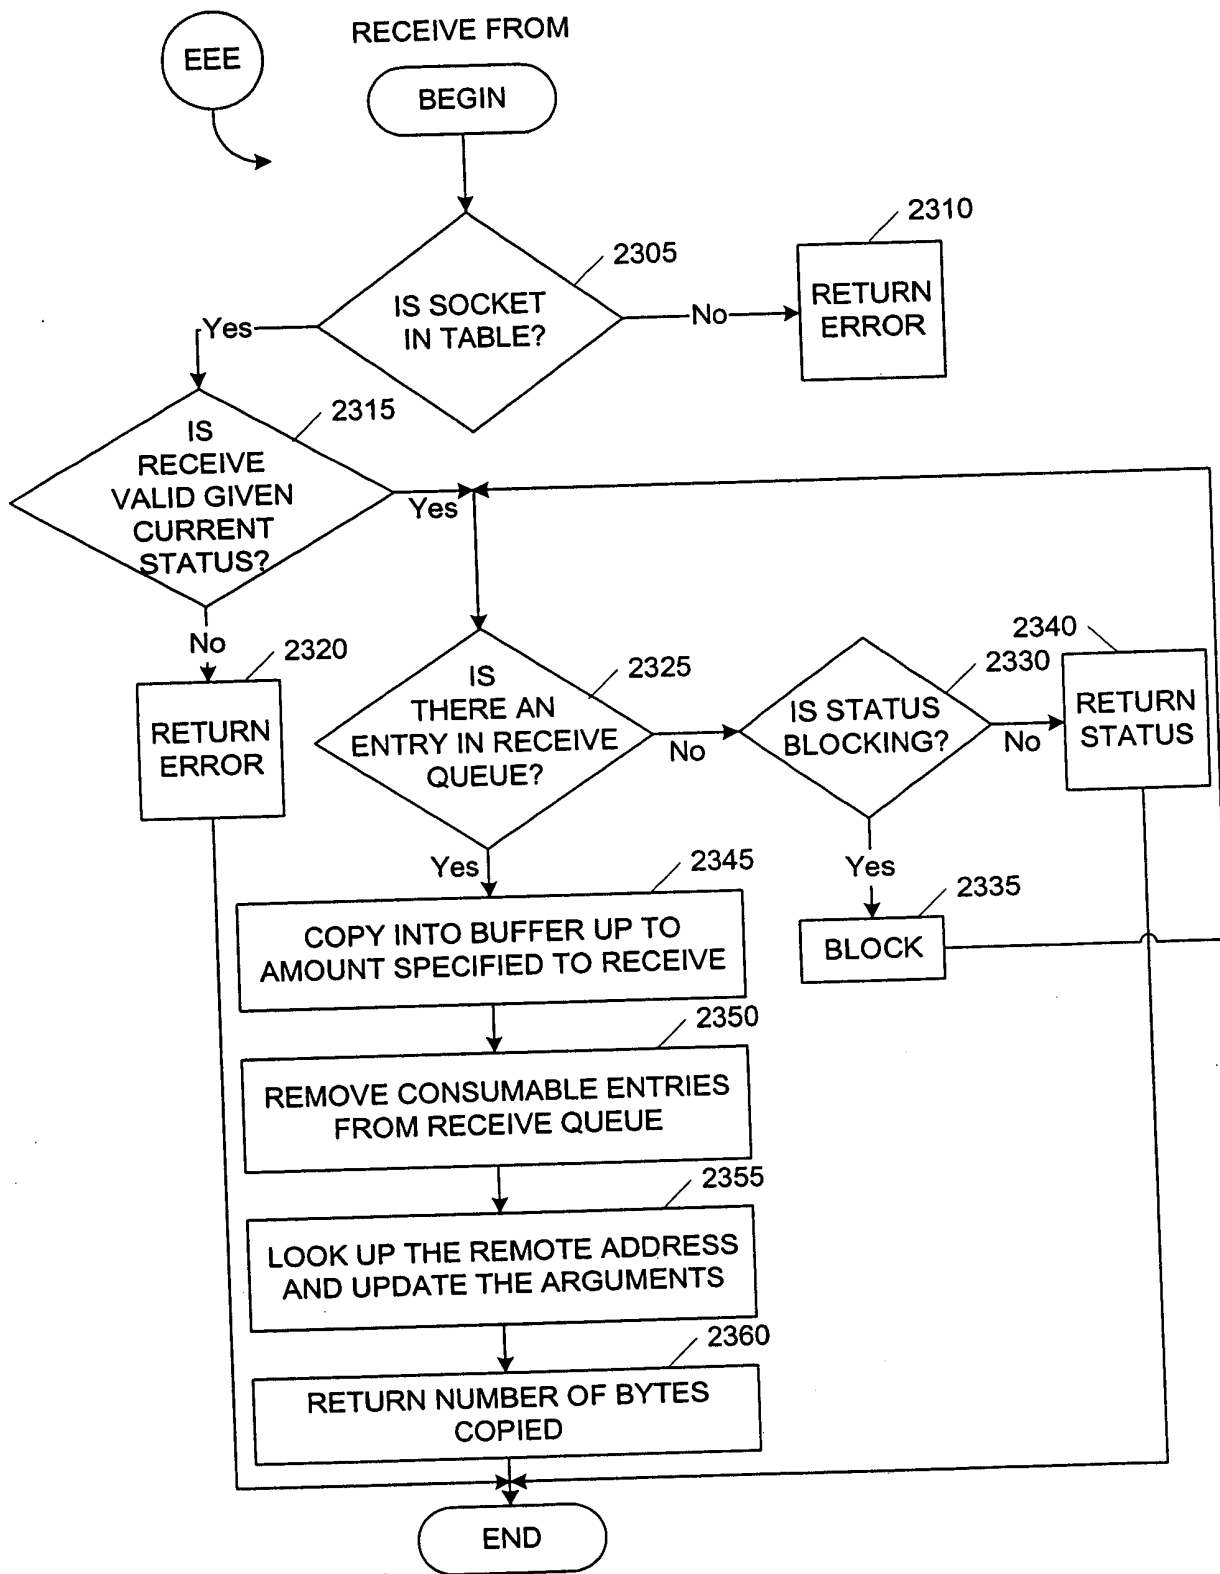 EEE
RECEIVE FROM
BEGIN
2310
2305
RETURN
ERROR
IS SOCKET
IN TABLE?
No
Yes
2315
IS
RECEIVE
VALID GIVEN
CURRENT
STATUS?
Yes
No
2320
RETURN
ERROR
2325
IS
THERE AN
ENTRY IN RECEIVE
QUEUE?
No
2330
IS STATUS
BLOCKING?
No
2340
RETURN
STATUS
Yes
Yes
2335
BLOCK
2345
COPY INTO BUFFER UP TO
AMOUNT SPECIFIED TO RECEIVE
2350
REMOVE CONSUMABLE ENTRIES
FROM RECEIVE QUEUE
2355
LOOK UP THE REMOTE ADDRESS
AND UPDATE THE ARGUMENTS
2360
RETURN NUMBER OF BYTES
COPIED
END